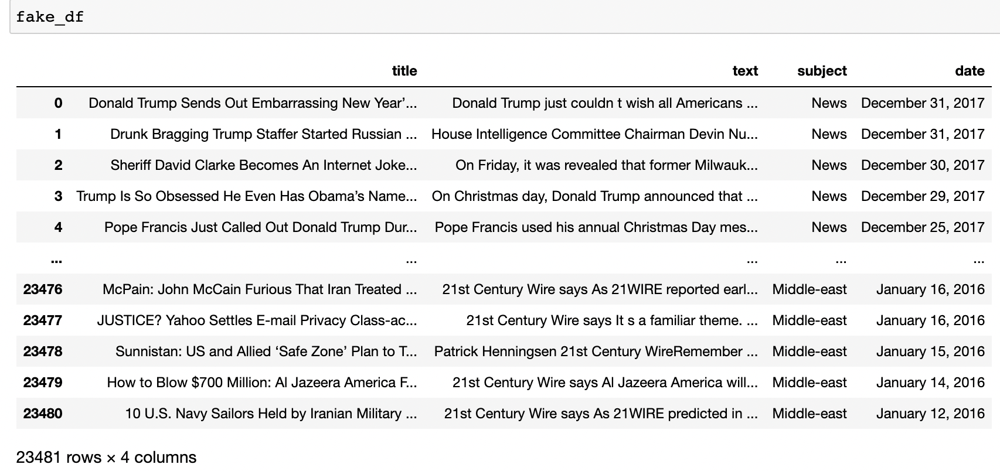 fake_df
title text subject date
0 Donald Trump Sends Out Embarrassing New Year’... Donald Trump just couldn t wish all Americans ... News December 31, 2017
1 Drunk Bragging Trump Staffer Started Russian ... House Intelligence Committee Chairman Devin Nu... News December 31, 2017
2 Sheriff David Clarke Becomes An Internet Joke... On Friday, it was revealed that former Milwauk... News December 30, 2017
3 Trump Is So Obsessed He Even Has Obama’s Name... On Christmas day, Donald Trump announced that ... News December 29, 2017
4 Pope Francis Just Called Out Donald Trump Dur... Pope Francis used his annual Christmas Day mes... News December 25, 2017
... ... ... ... ...
23476 McPain: John McCain Furious That Iran Treated ... 21st Century Wire says As 21WIRE reported earl... Middle-east January 16, 2016
23477 JUSTICE? Yahoo Settles E-mail Privacy Class-ac... 21st Century Wire says It s a familiar theme. ... Middle-east January 16, 2016
23478 Sunnistan: US and Allied ‘Safe Zone’ Plan to T... Patrick Henningsen 21st Century WireRemember ... Middle-east January 15, 2016
23479 How to Blow $700 Million: Al Jazeera America F... 21st Century Wire says Al Jazeera America will... Middle-east January 14, 2016
23480 10 U.S. Navy Sailors Held by Iranian Military ... 21st Century Wire says As 21WIRE predicted in ... Middle-east January 12, 2016
23481 rows × 4 columns